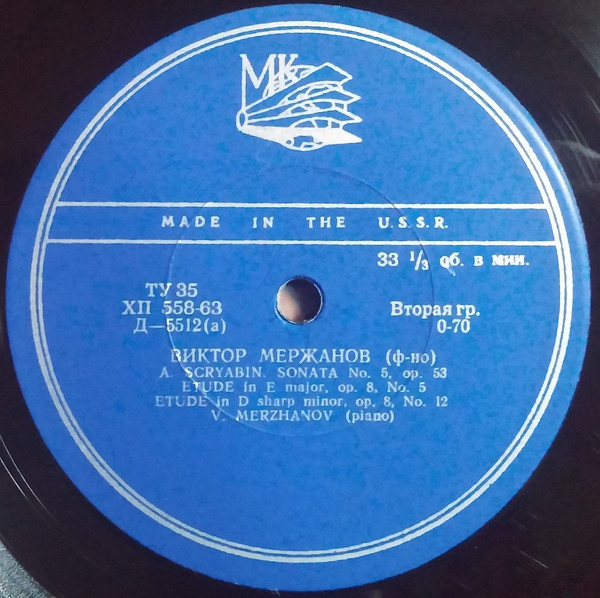 МК
MADE IN THE U.S.S.R.
33 1/3 об. в мин.
ТУ 35
ХП 558-63
Д—5512(а)
Вторая гр.
0-70
ВИКТОР МЕРЖАНОВ (ф-но)
A. SCRYABIN. SONATA No. 5, op. 53
ETUDE in E major, op. 8, No. 5
ETUDE in D sharp minor, op. 8, No. 12
V. MERZHANOV (piano)